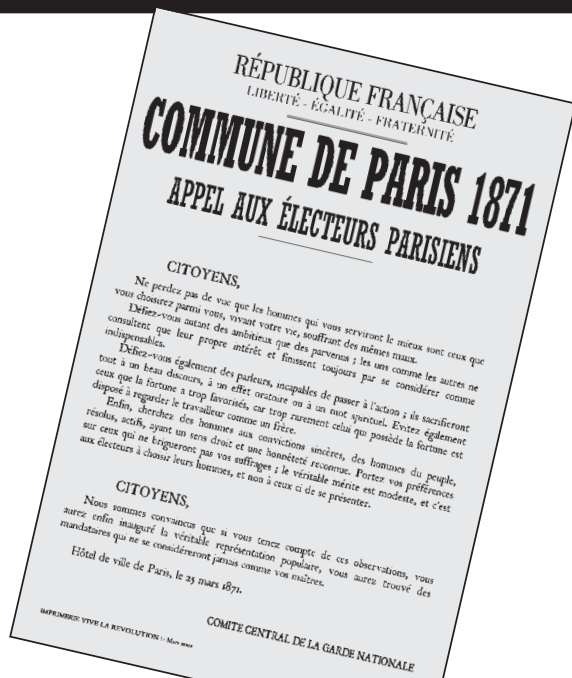 RÉPUBLIQUE FRANÇAISE
LIBERTÉ - ÉGALITÉ - FRATERNITÉ
COMMUNE DE PARIS 1871
APPEL AUX ÉLECTEURS PARISIENS
CITOYENS,
Ne perdez pas de vue que les hommes qui vous serviront le mieux sont ceux que
vous choisirez parmi vous, vivant votre vie, souffrant des mêmes maux.
Défiez-vous autant des ambitieux que des parvenus ; les uns comme les autres ne
consultent que leur propre intérêt et finissent toujours par se considérer comme
indispensables.
Défiez-vous également des parleurs, incapables de passer à l'action ; ils sacrifieront
tout à un beau discours, à un effet oratoire ou à un mot spirituel. Evitez également
ceux que la fortune a trop favorisés, car trop rarement celui qui possède la fortune est
disposé à regarder le travailleur comme un frère.
Enfin, cherchez des hommes aux convictions sincères, des hommes du peuple,
résolus, actifs, ayant un sens droit et une honnêteté reconnue. Portez vos préférences
sur ceux qui ne brigueront pas vos suffrages ; le véritable mérite est modeste, et c'est
aux électeurs à choisir leurs hommes, et non à ceux ci de se présenter.
CITOYENS,
Nous sommes convaincus que si vous tenez compte de ces observations, vous
aurez enfin inauguré la véritable représentation populaire, vous aurez trouvé des
mandataires qui ne se considéreront jamais comme vos maîtres.
Hôtel de ville de Paris, le 25 mars 1871.
COMITE CENTRAL DE LA GARDE NATIONALE
IMPRIMERIE VIVE LA REVOLUTION ! - Mars